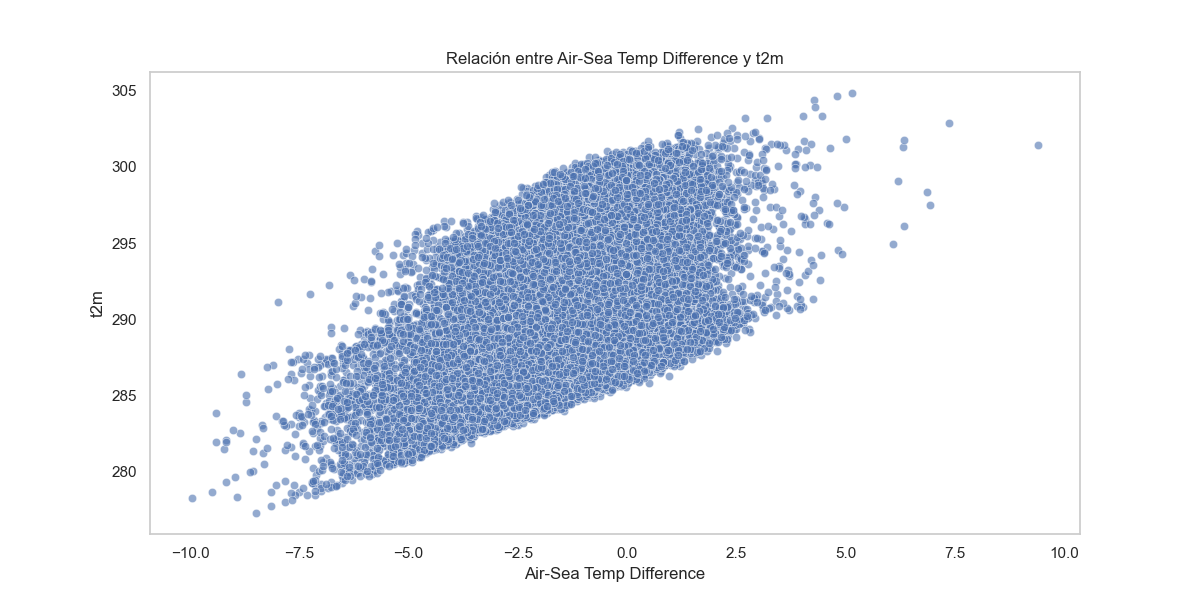 Relación entre Air-Sea Temp Difference y t2m
305
300
295
290
285
280
t2m
−10.0 −7.5 −5.0 −2.5 0.0 2.5 5.0 7.5 10.0
Air-Sea Temp Difference